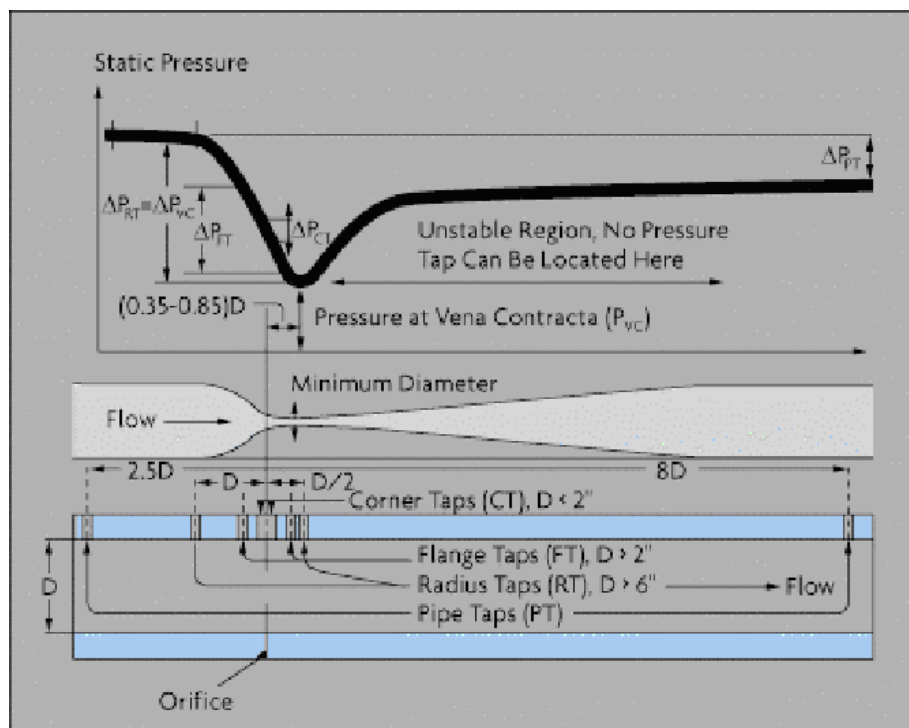 Static Pressure
ΔP_PT
ΔP_RT=ΔP_VC
ΔP_FT
ΔP_CT
Unstable Region, No Pressure
Tap Can Be Located Here
(0.35-0.85)D
Pressure at Vena Contracta (P_VC)
Minimum Diameter
Flow
2.5D
8D
D
D/2
Corner Taps (CT), D < 2"
Flange Taps (FT), D > 2"
D
Radius Taps (RT), D > 6"
Flow
Pipe Taps (PT)
Orifice